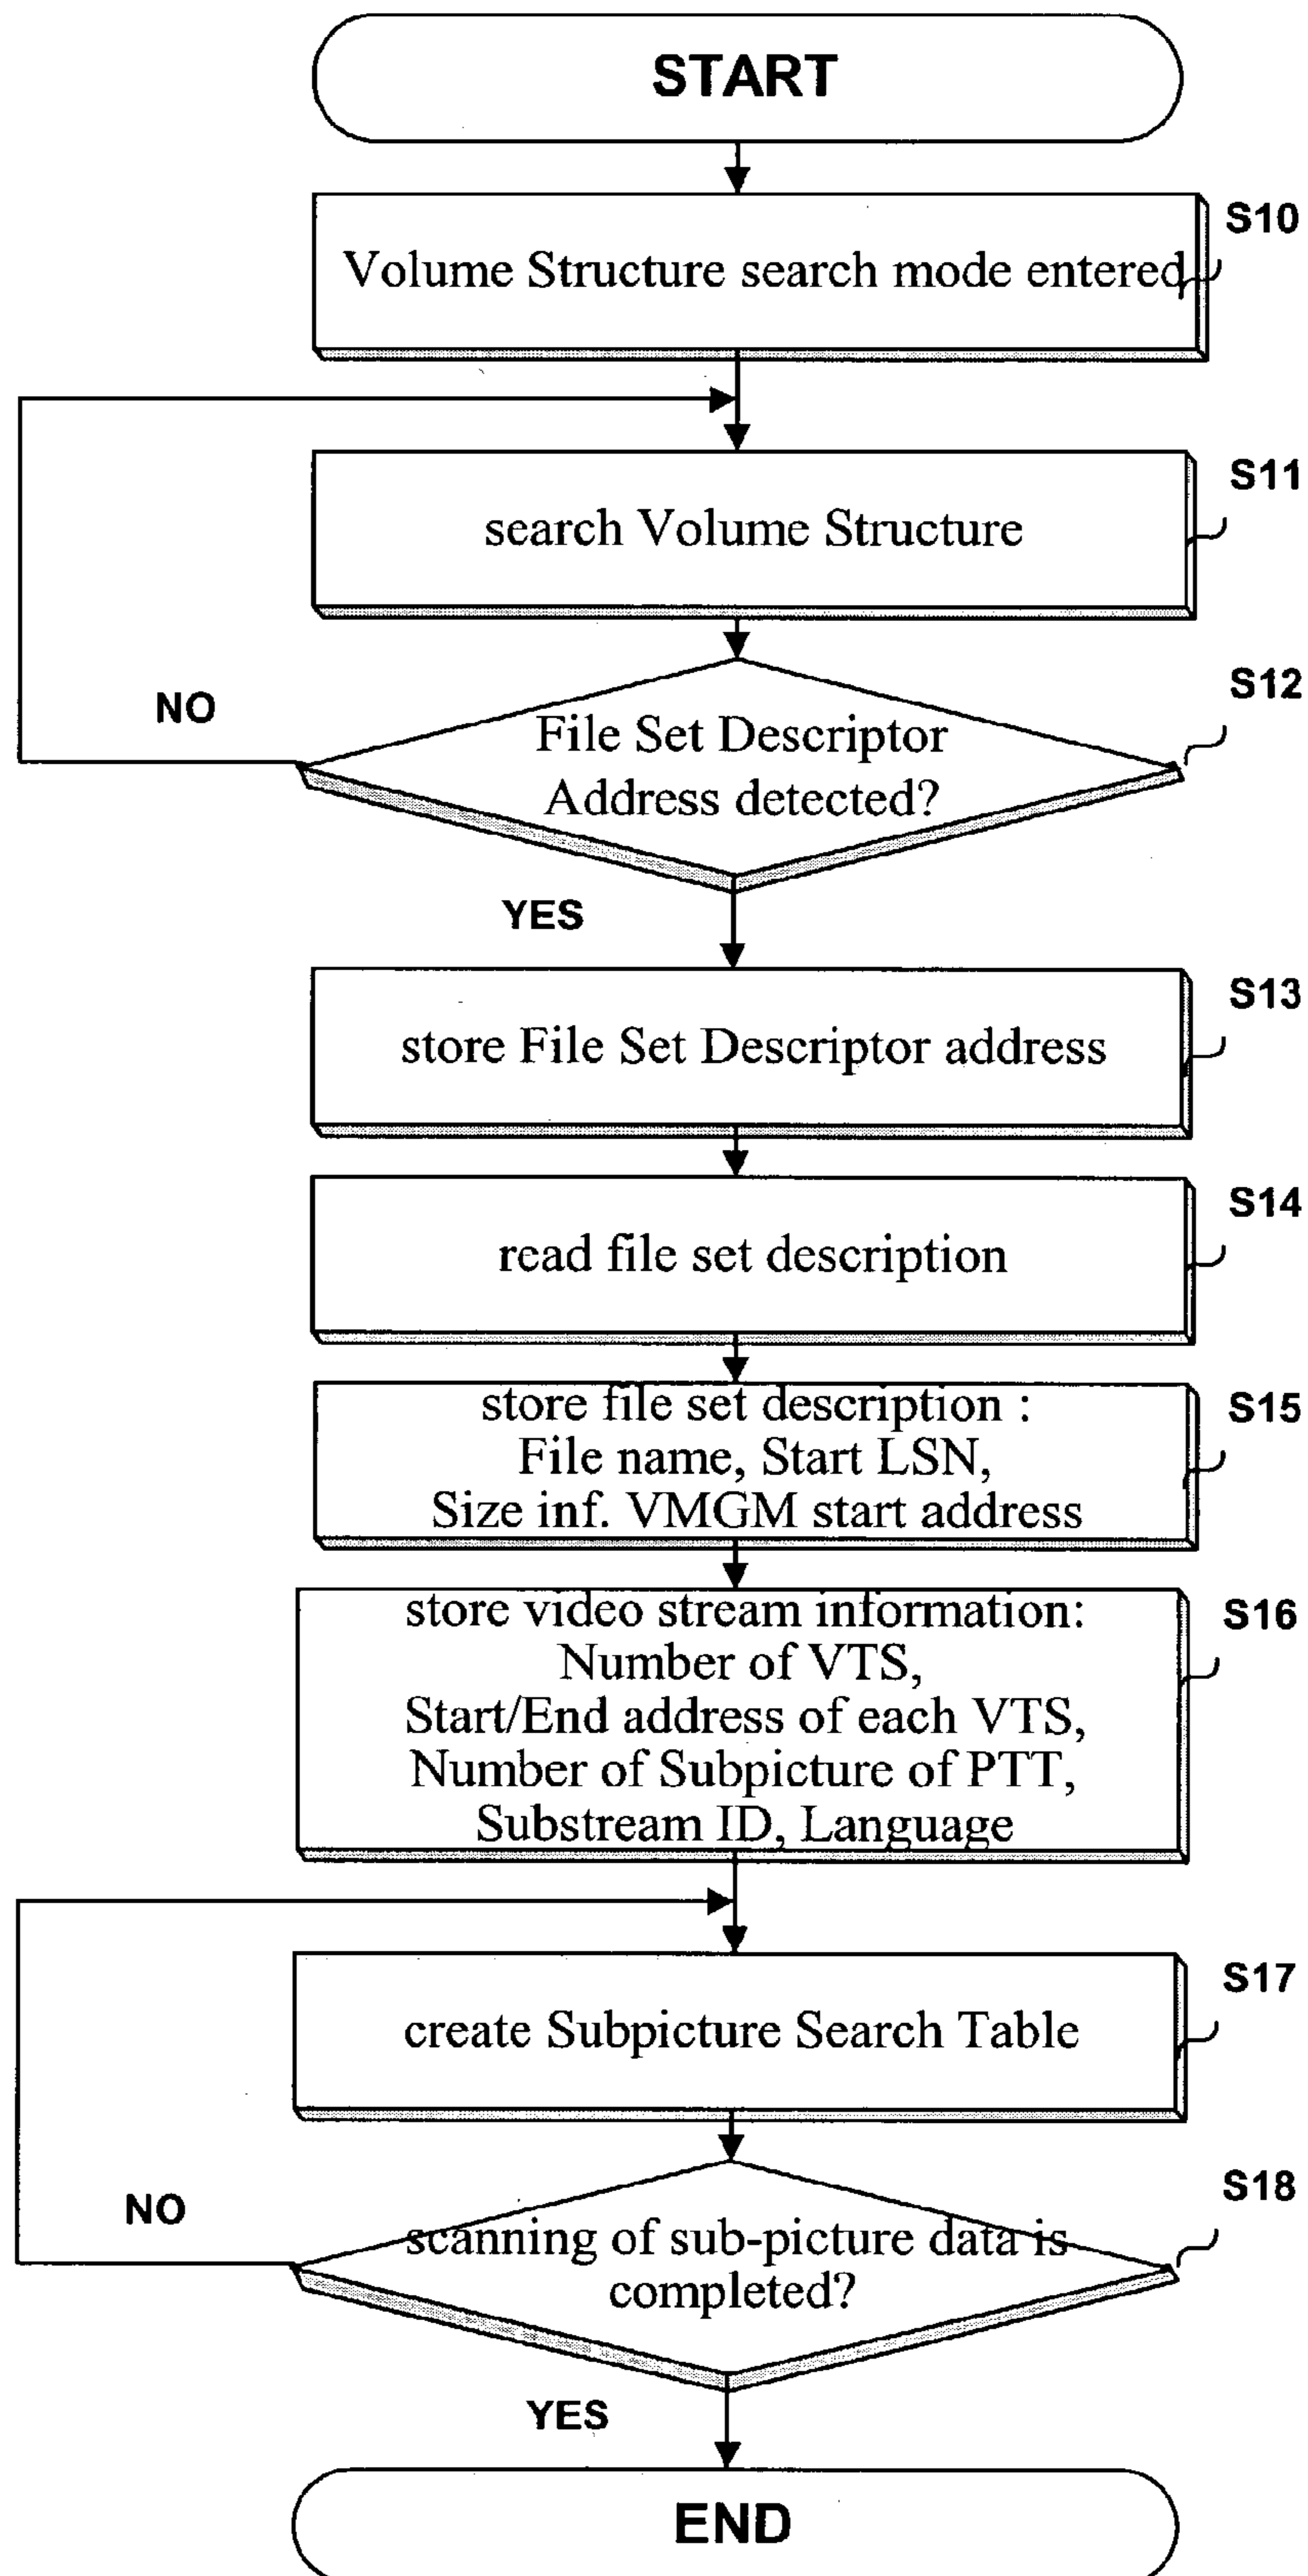 START
S10
Volume Structure search mode entered
S11
search Volume Structure
S12
NO
File Set Descriptor
Address detected?
YES
S13
store File Set Descriptor address
S14
read file set description
S15
store file set description :
File name, Start LSN,
Size inf. VMGM start address
S16
store video stream information:
Number of VTS,
Start/End address of each VTS,
Number of Subpicture of PTT,
Substream ID, Language
S17
create Subpicture Search Table
S18
NO
scanning of sub-picture data is
completed?
YES
END